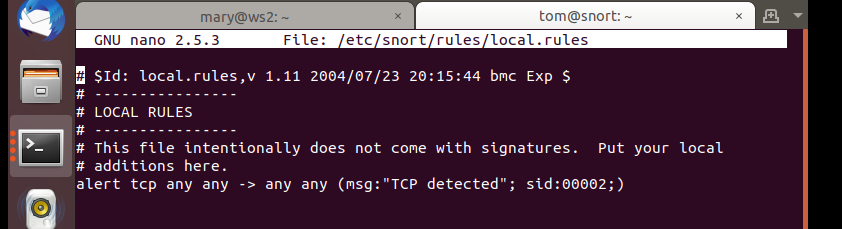 mary@ws2: ~ × tom@snort: ~ ×
GNU nano 2.5.3 File: /etc/snort/rules/local.rules
# $Id: local.rules,v 1.11 2004/07/23 20:15:44 bmc Exp $
# ----------------
# LOCAL RULES
# ----------------
# This file intentionally does not come with signatures.  Put your local
# additions here.
alert tcp any any -> any any (msg:"TCP detected"; sid:00002;)